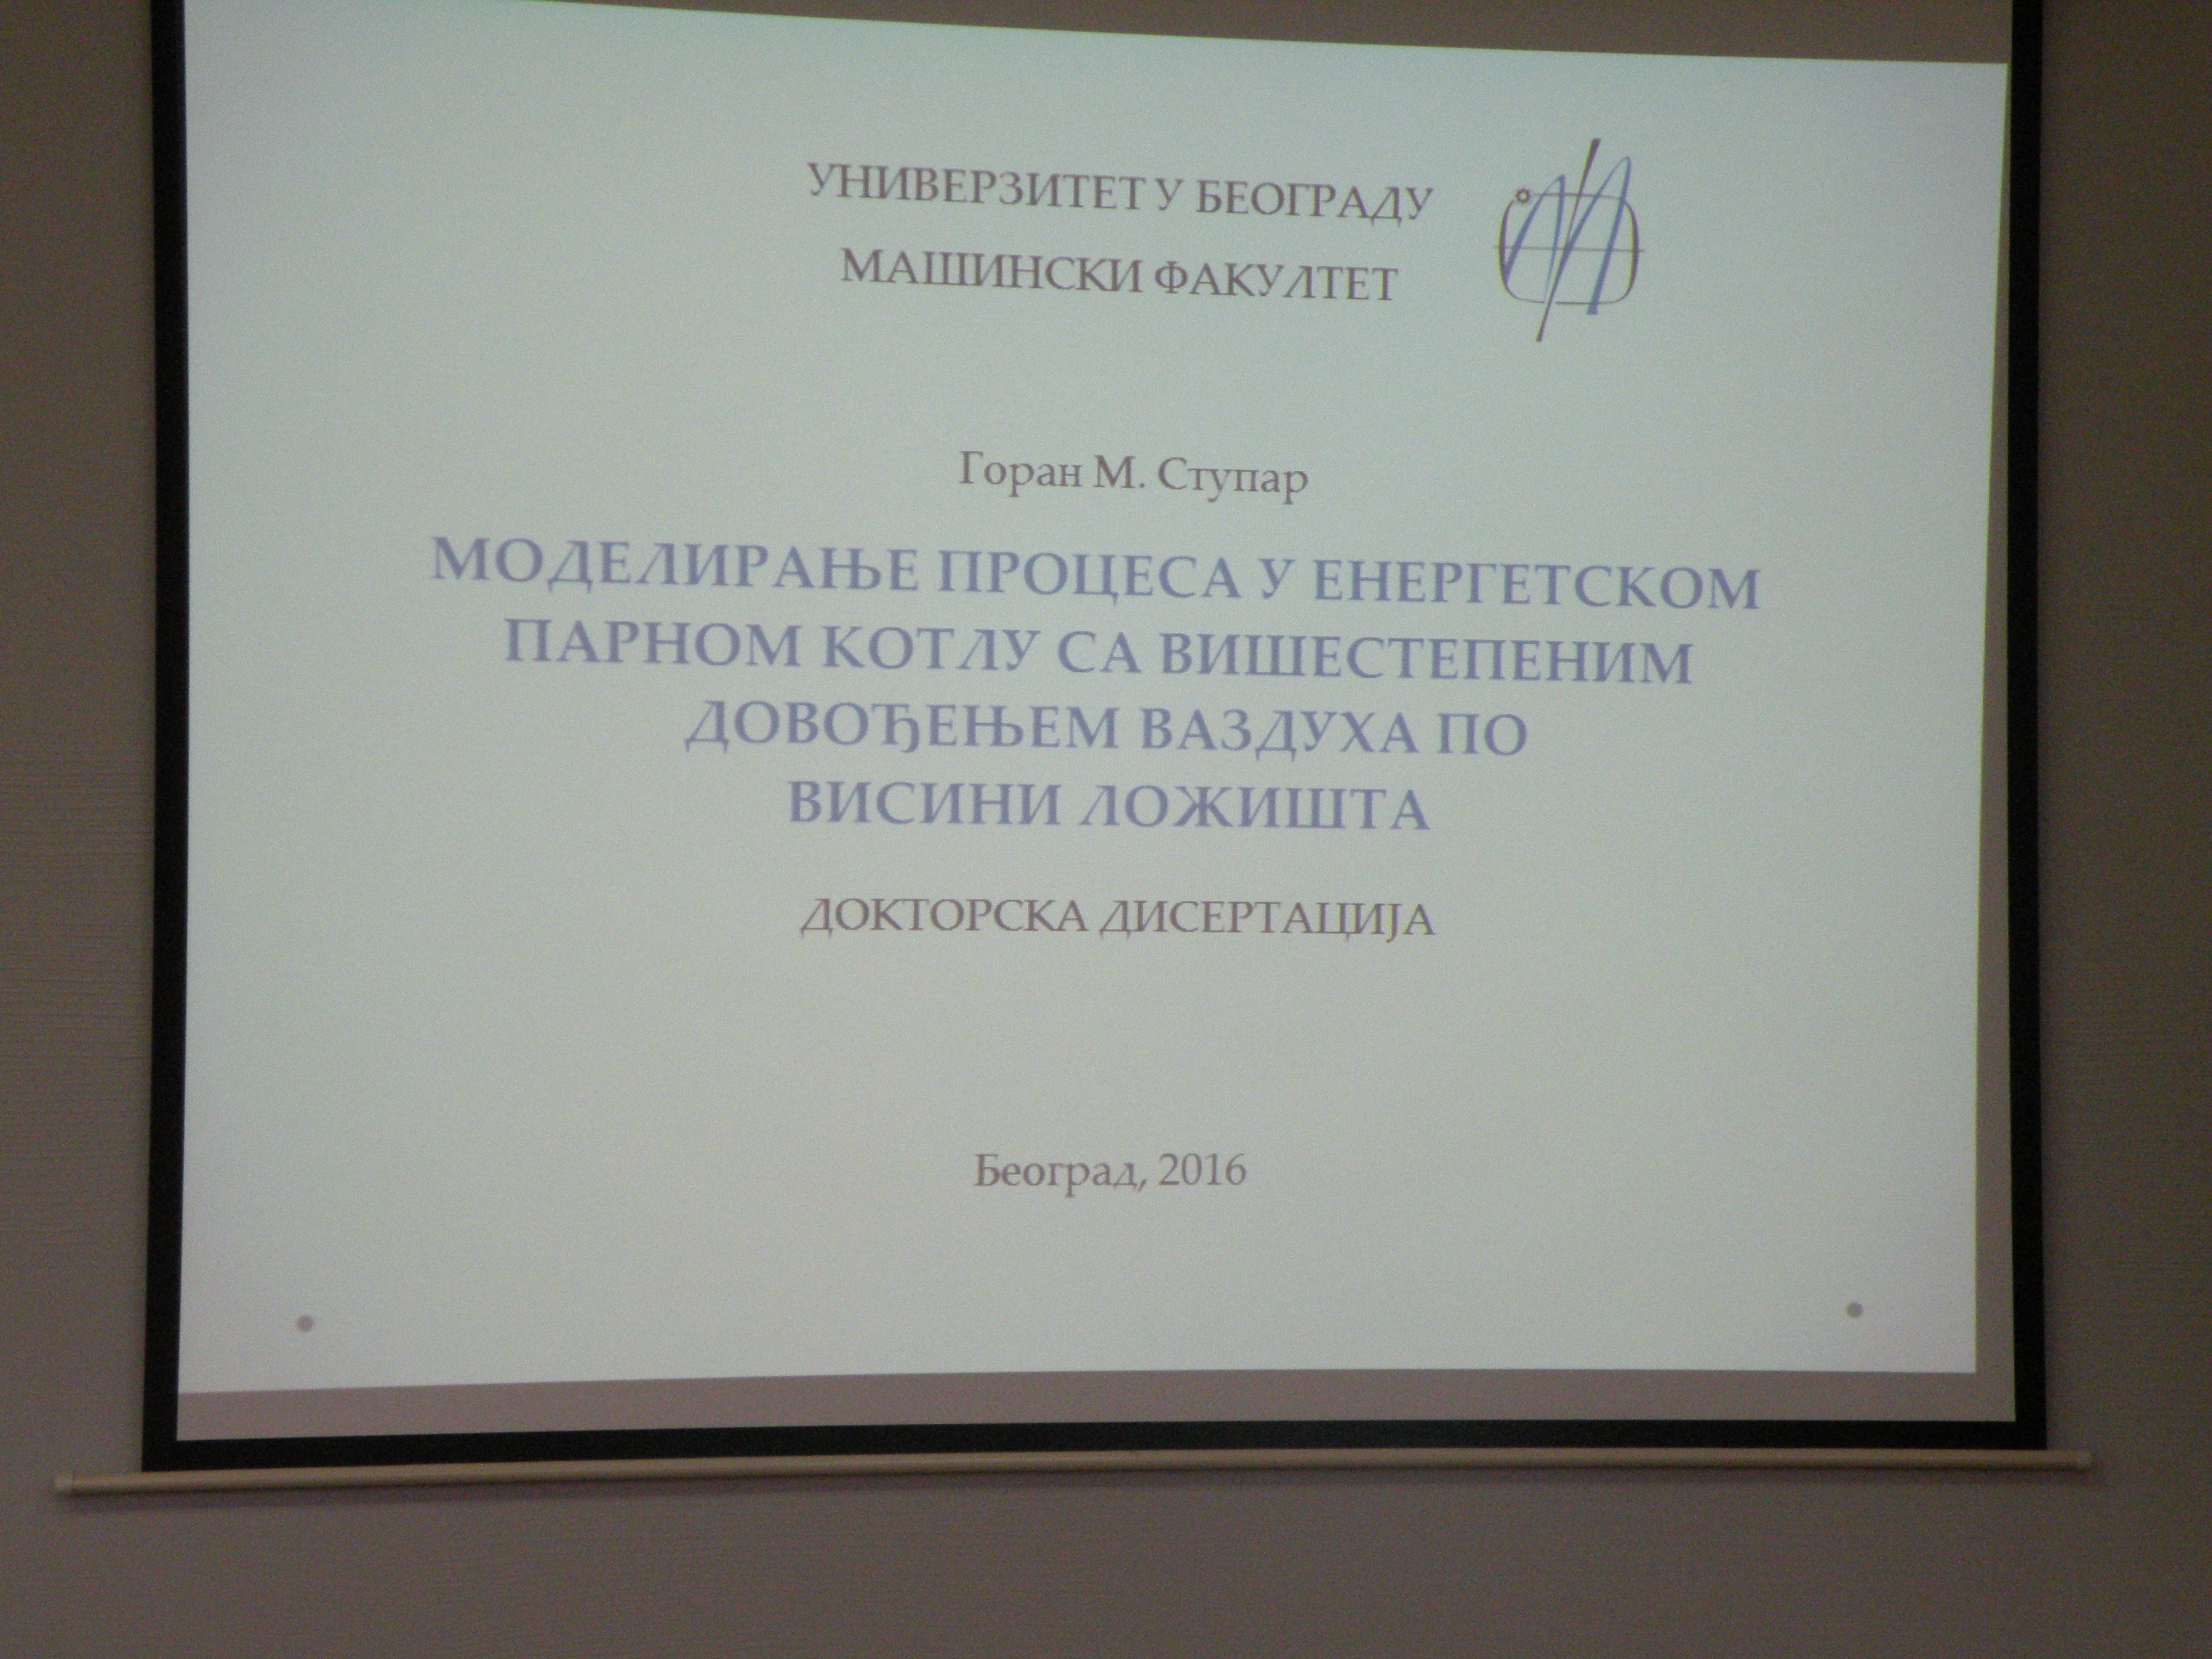 УНИВЕРЗИТЕТ У БЕОГРАДУ
МАШИНСКИ ФАКУЛТЕТ
Горан М. Ступар
МОДЕЛИРАЊЕ ПРОЦЕСА У ЕНЕРГЕТСКОМ
ПАРНОМ КОТЛУ СА ВИШЕСТЕПЕНИМ
ДОВОЂЕЊЕМ ВАЗДУХА ПО
ВИСИНИ ЛОЖИШТА
ДОКТОРСКА ДИСЕРТАЦИЈА
Београд, 2016